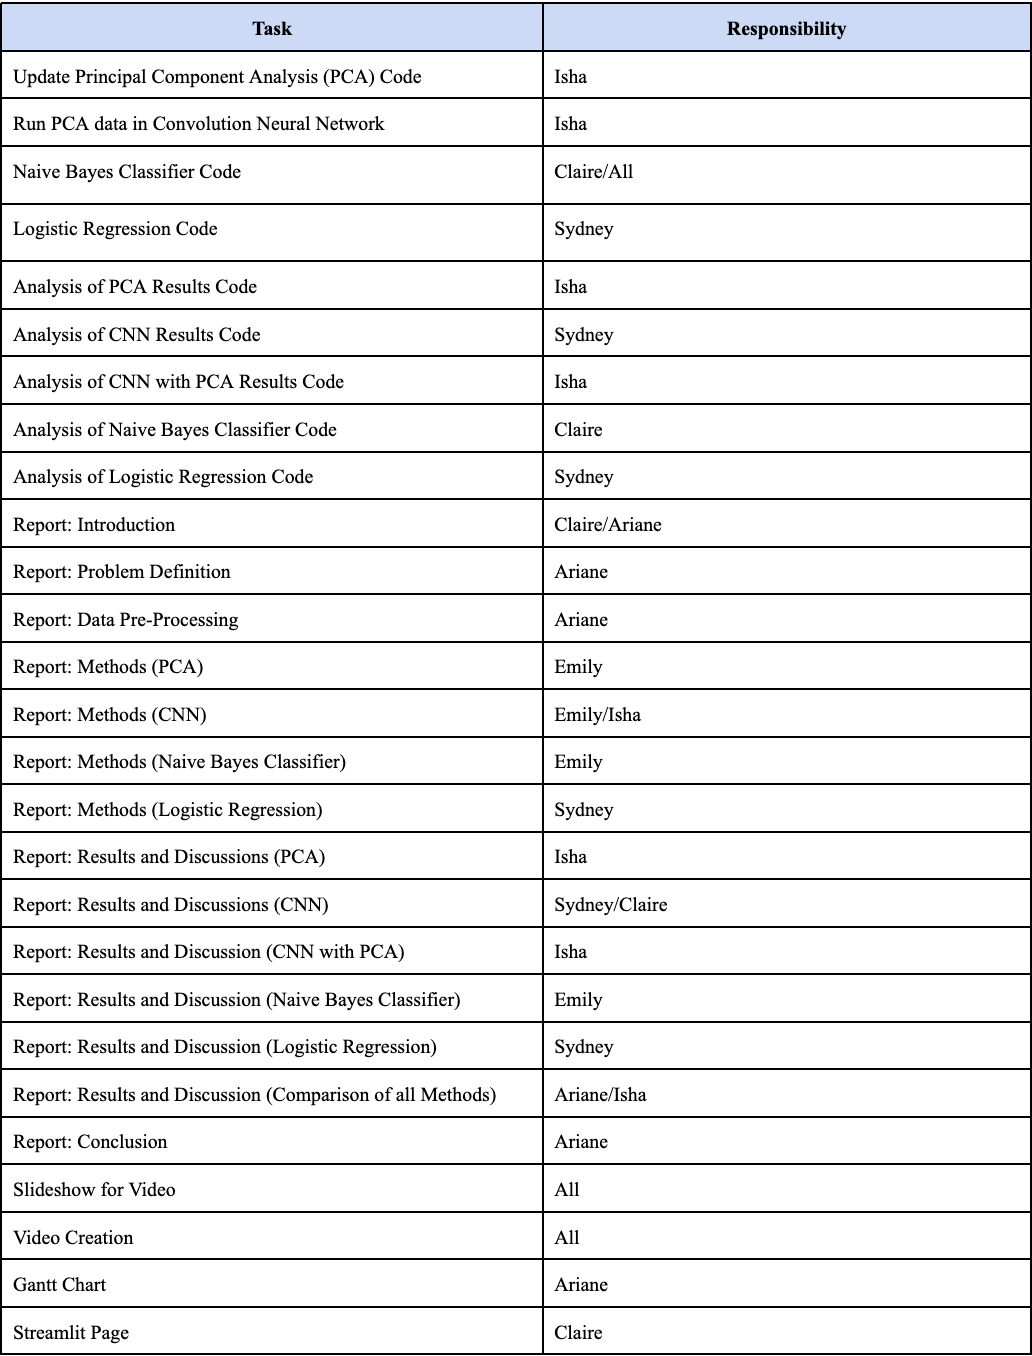 Task Responsibility
Update Principal Component Analysis (PCA) Code Isha
Run PCA data in Convolution Neural Network Isha
Naive Bayes Classifier Code Claire/All
Logistic Regression Code Sydney
Analysis of PCA Results Code Isha
Analysis of CNN Results Code Sydney
Analysis of CNN with PCA Results Code Isha
Analysis of Naive Bayes Classifier Code Claire
Analysis of Logistic Regression Code Sydney
Report: Introduction Claire/Ariane
Report: Problem Definition Ariane
Report: Data Pre-Processing Ariane
Report: Methods (PCA) Emily
Report: Methods (CNN) Emily/Isha
Report: Methods (Naive Bayes Classifier) Emily
Report: Methods (Logistic Regression) Sydney
Report: Results and Discussions (PCA) Isha
Report: Results and Discussions (CNN) Sydney/Claire
Report: Results and Discussion (CNN with PCA) Isha
Report: Results and Discussion (Naive Bayes Classifier) Emily
Report: Results and Discussion (Logistic Regression) Sydney
Report: Results and Discussion (Comparison of all Methods) Ariane/Isha
Report: Conclusion Ariane
Slideshow for Video All
Video Creation All
Gantt Chart Ariane
Streamlit Page Claire